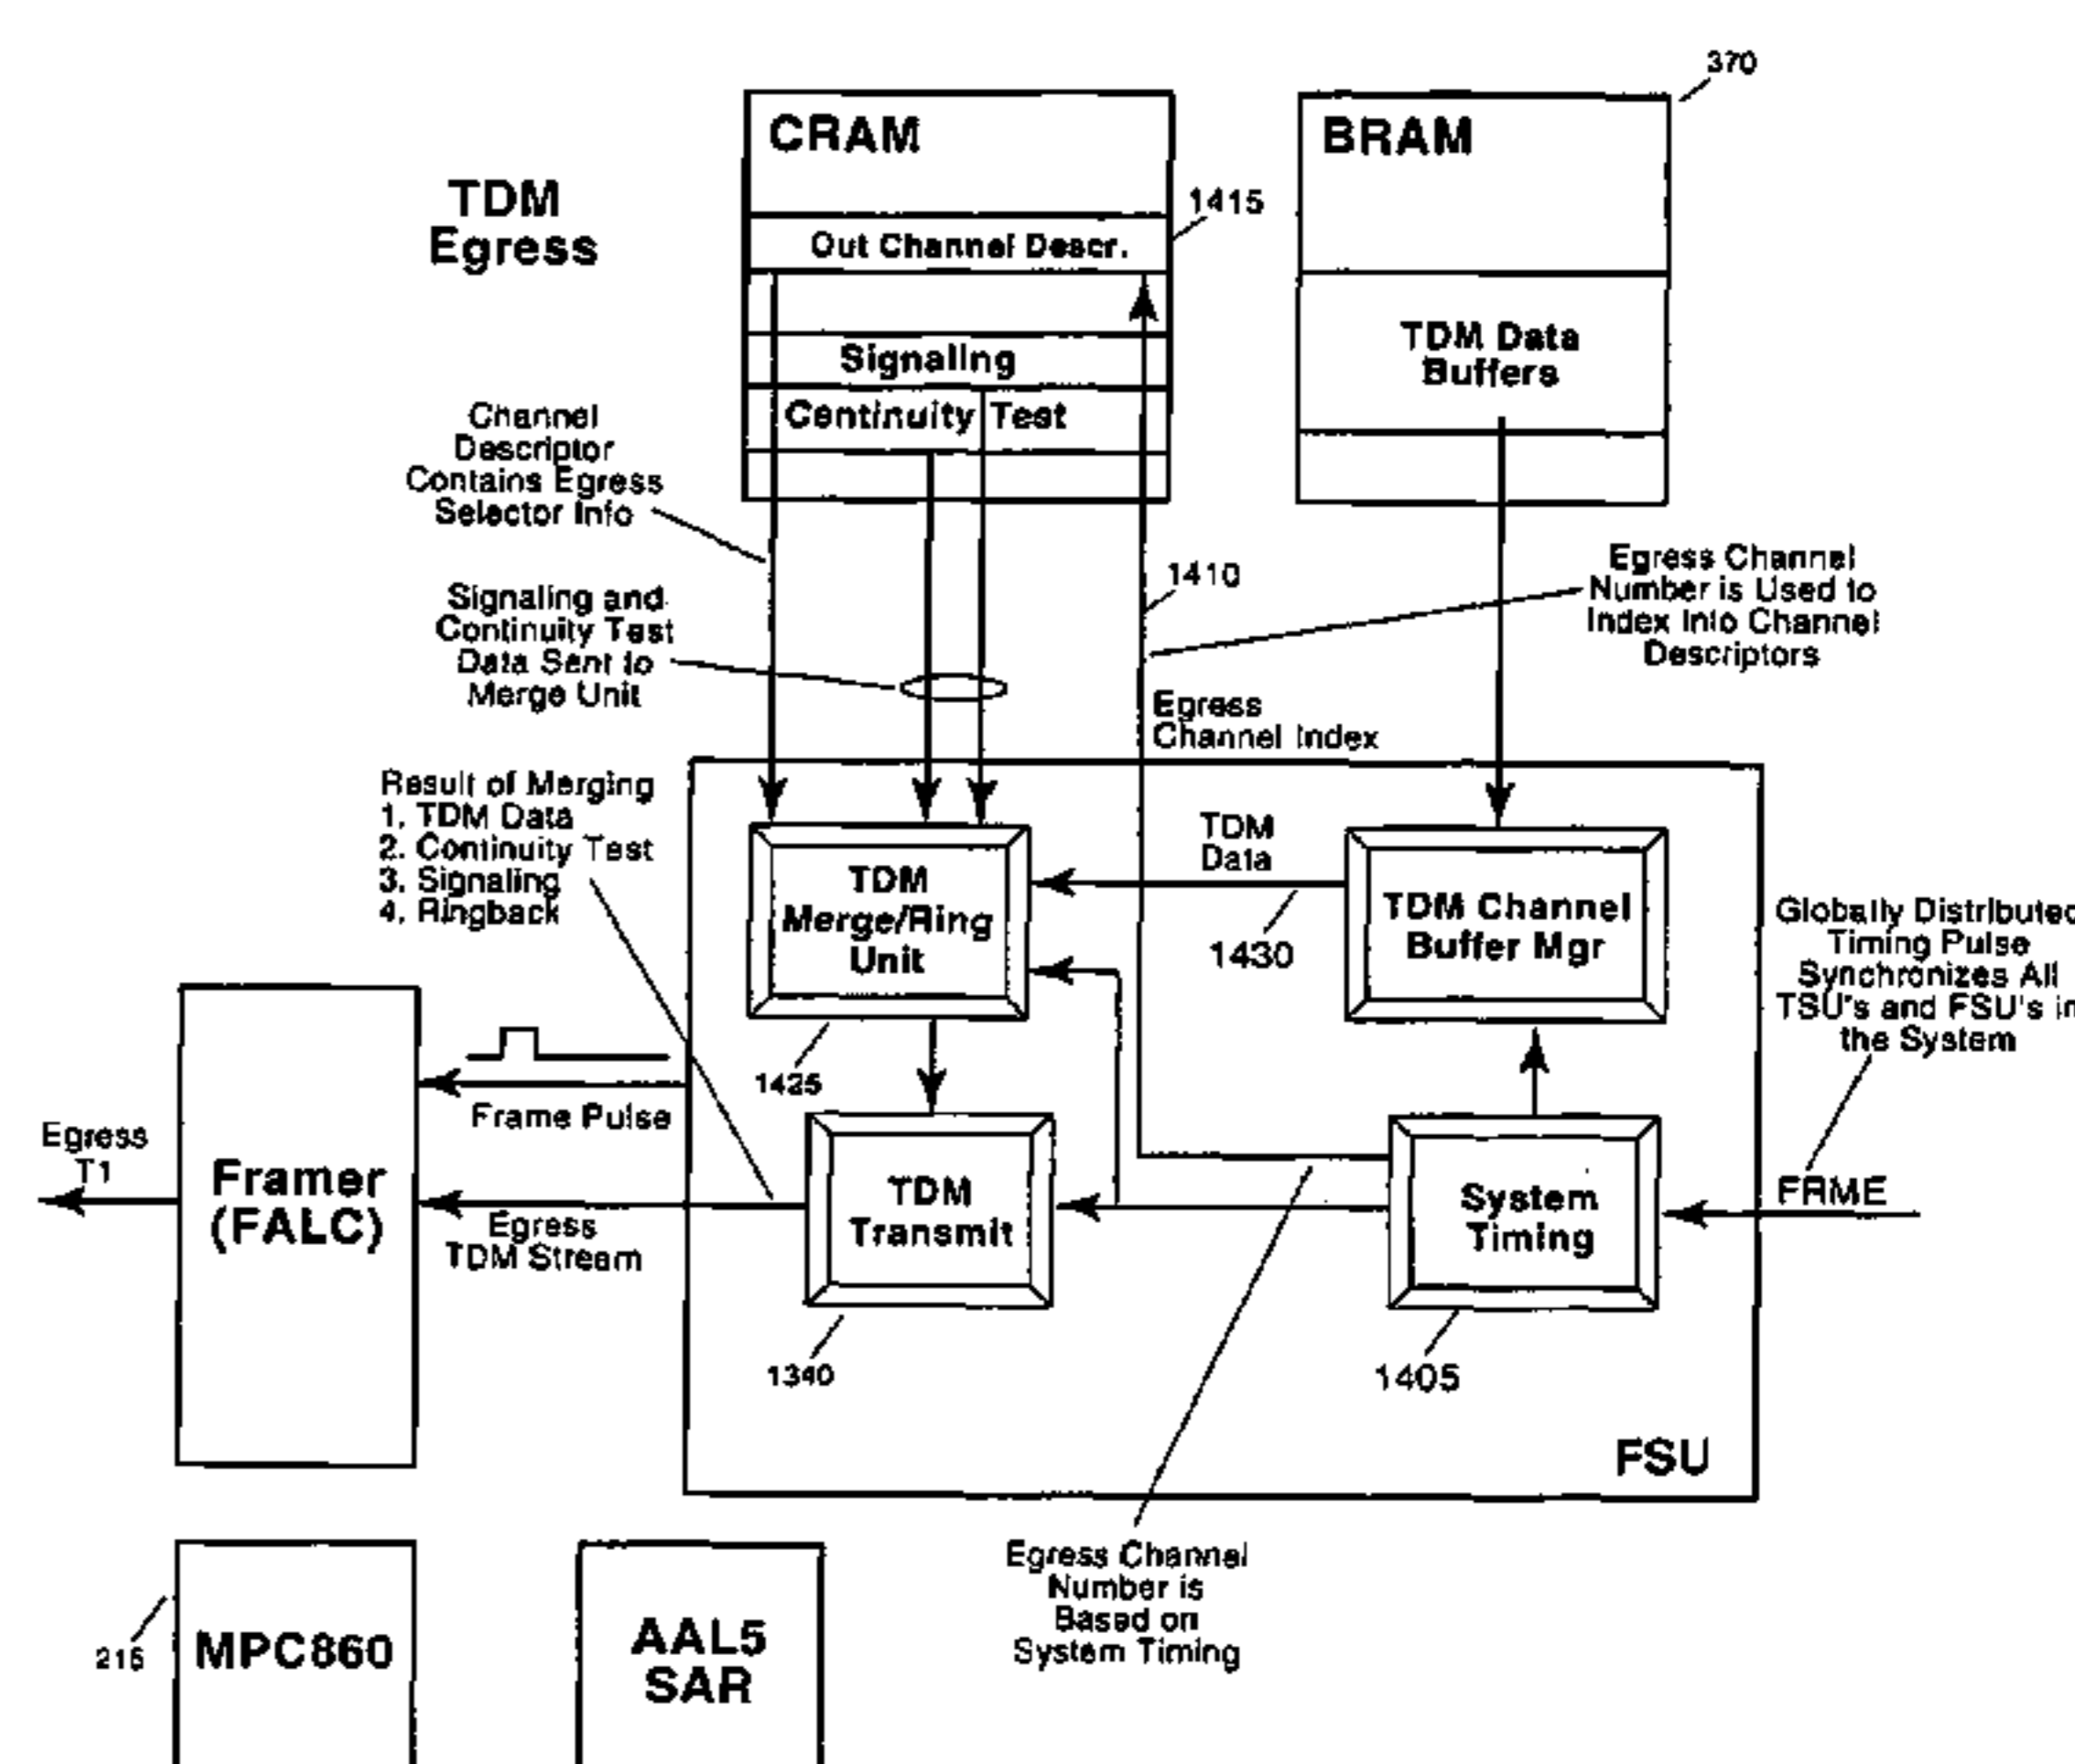 370
CRAM
BRAM
TDM
Egress
1415
Out Channel Descr.
Signaling
Continuity Test
TDM Data
Buffers
Channel
Descriptor
Contains Egress
Selector Info
1410
Egress Channel
Number is Used to
Index Into Channel
Descriptors
Signaling and
Continuity Test
Data Sent to
Merge Unit
Egress
Channel Index
Result of Merging
1. TDM Data
2. Continuity Test
3. Signaling
4. Ringback
TDM
Merge/Ring
Unit
TDM
Data
1430
TDM Channel
Buffer Mgr
Globally Distributed
Timing Pulse
Synchronizes All
TSU's and FSU's in
the System
1425
Frame Pulse
Egress
T1
Framer
(FALC)
Egress
TDM Stream
TDM
Transmit
System
Timing
FRME
1340
1405
FSU
Egress Channel
Number is
Based on
System Timing
216
MPC860
AAL5
SAR